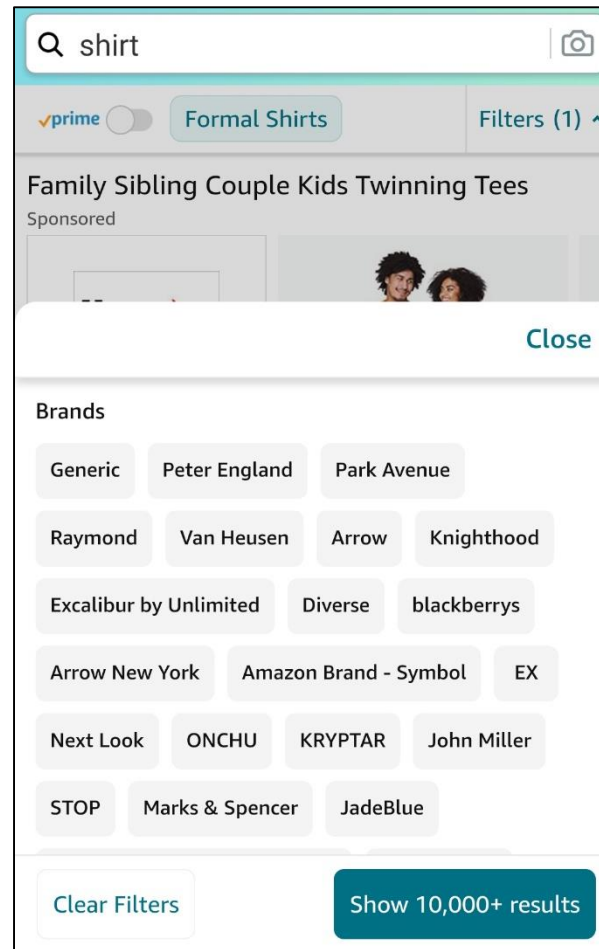 shirt
prime Formal Shirts Filters (1)
Family Sibling Couple Kids Twinning Tees
Sponsored
Close
Brands
Generic Peter England Park Avenue
Raymond Van Heusen Arrow Knighthood
Excalibur by Unlimited Diverse blackberrys
Arrow New York Amazon Brand - Symbol EX
Next Look ONCHU KRYPTAR John Miller
STOP Marks & Spencer JadeBlue
Clear Filters Show 10,000+ results